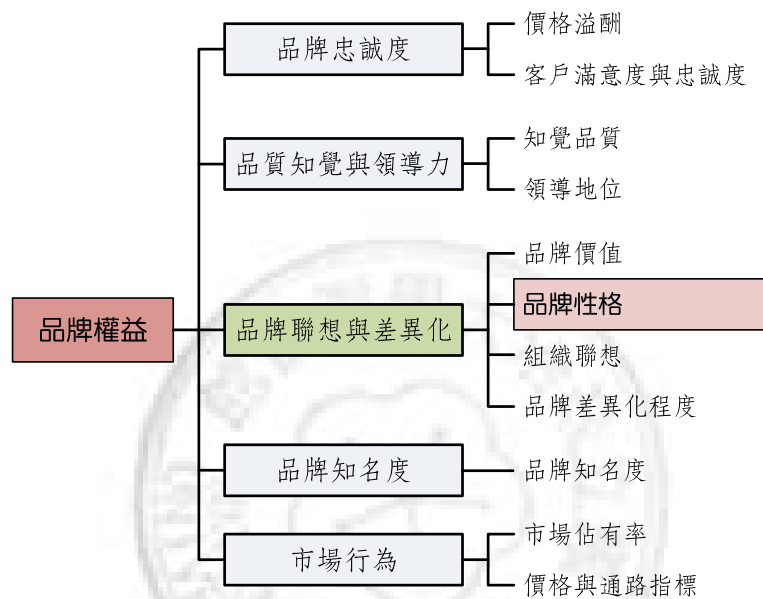 價格溢酬
品牌忠誠度
客戶滿意度與忠誠度
知覺品質
品質知覺與領導力
領導地位
品牌價值
品牌性格
品牌權益
品牌聯想與差異化
組織聯想
品牌差異化程度
品牌知名度
品牌知名度
市場佔有率
市場行為
價格與通路指標